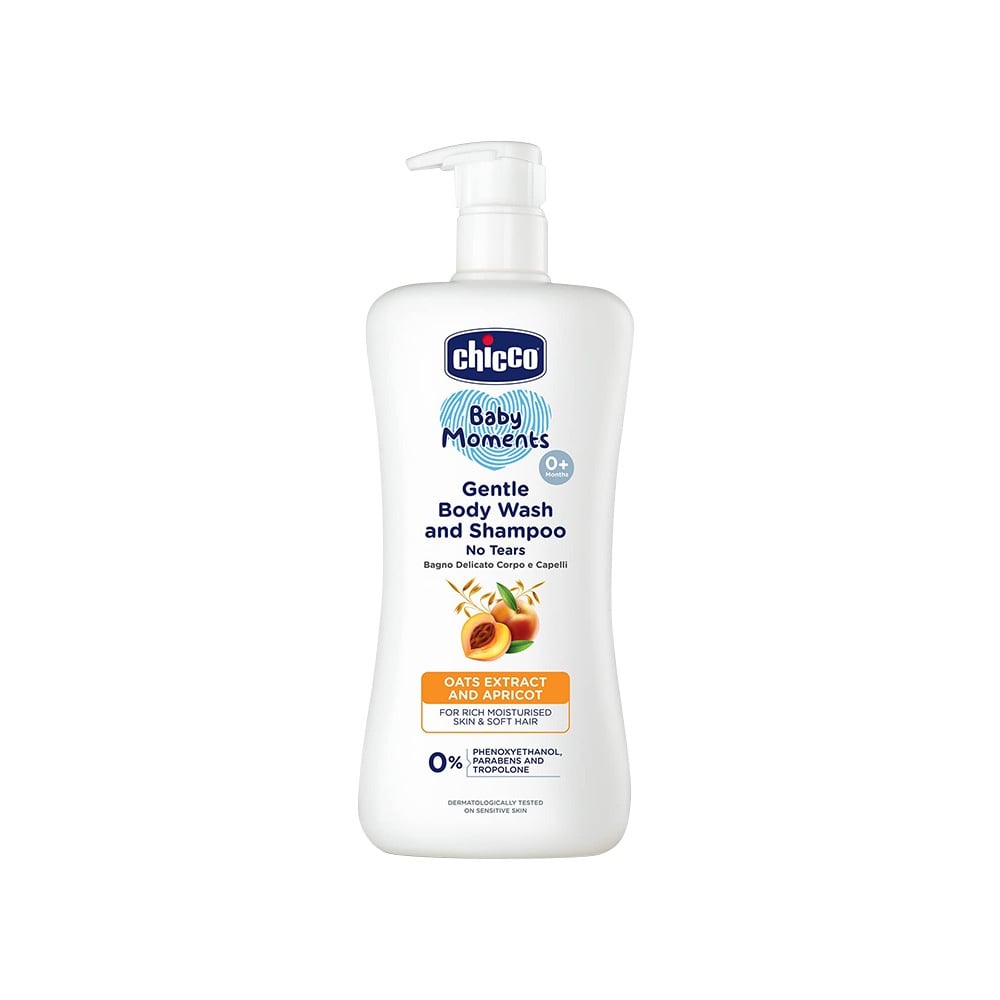 chicco
Baby
Moments
0+
Months
Gentle
Body Wash
and Shampoo
No Tears
Bagno Delicato Corpo e Capelli
OATS EXTRACT
AND APRICOT
FOR RICH MOISTURISED
SKIN & SOFT HAIR
0%
PHENOXYETHANOL,
PARABENS AND
TROPOLONE
DERMATOLOGICALLY TESTED
ON SENSITIVE SKIN